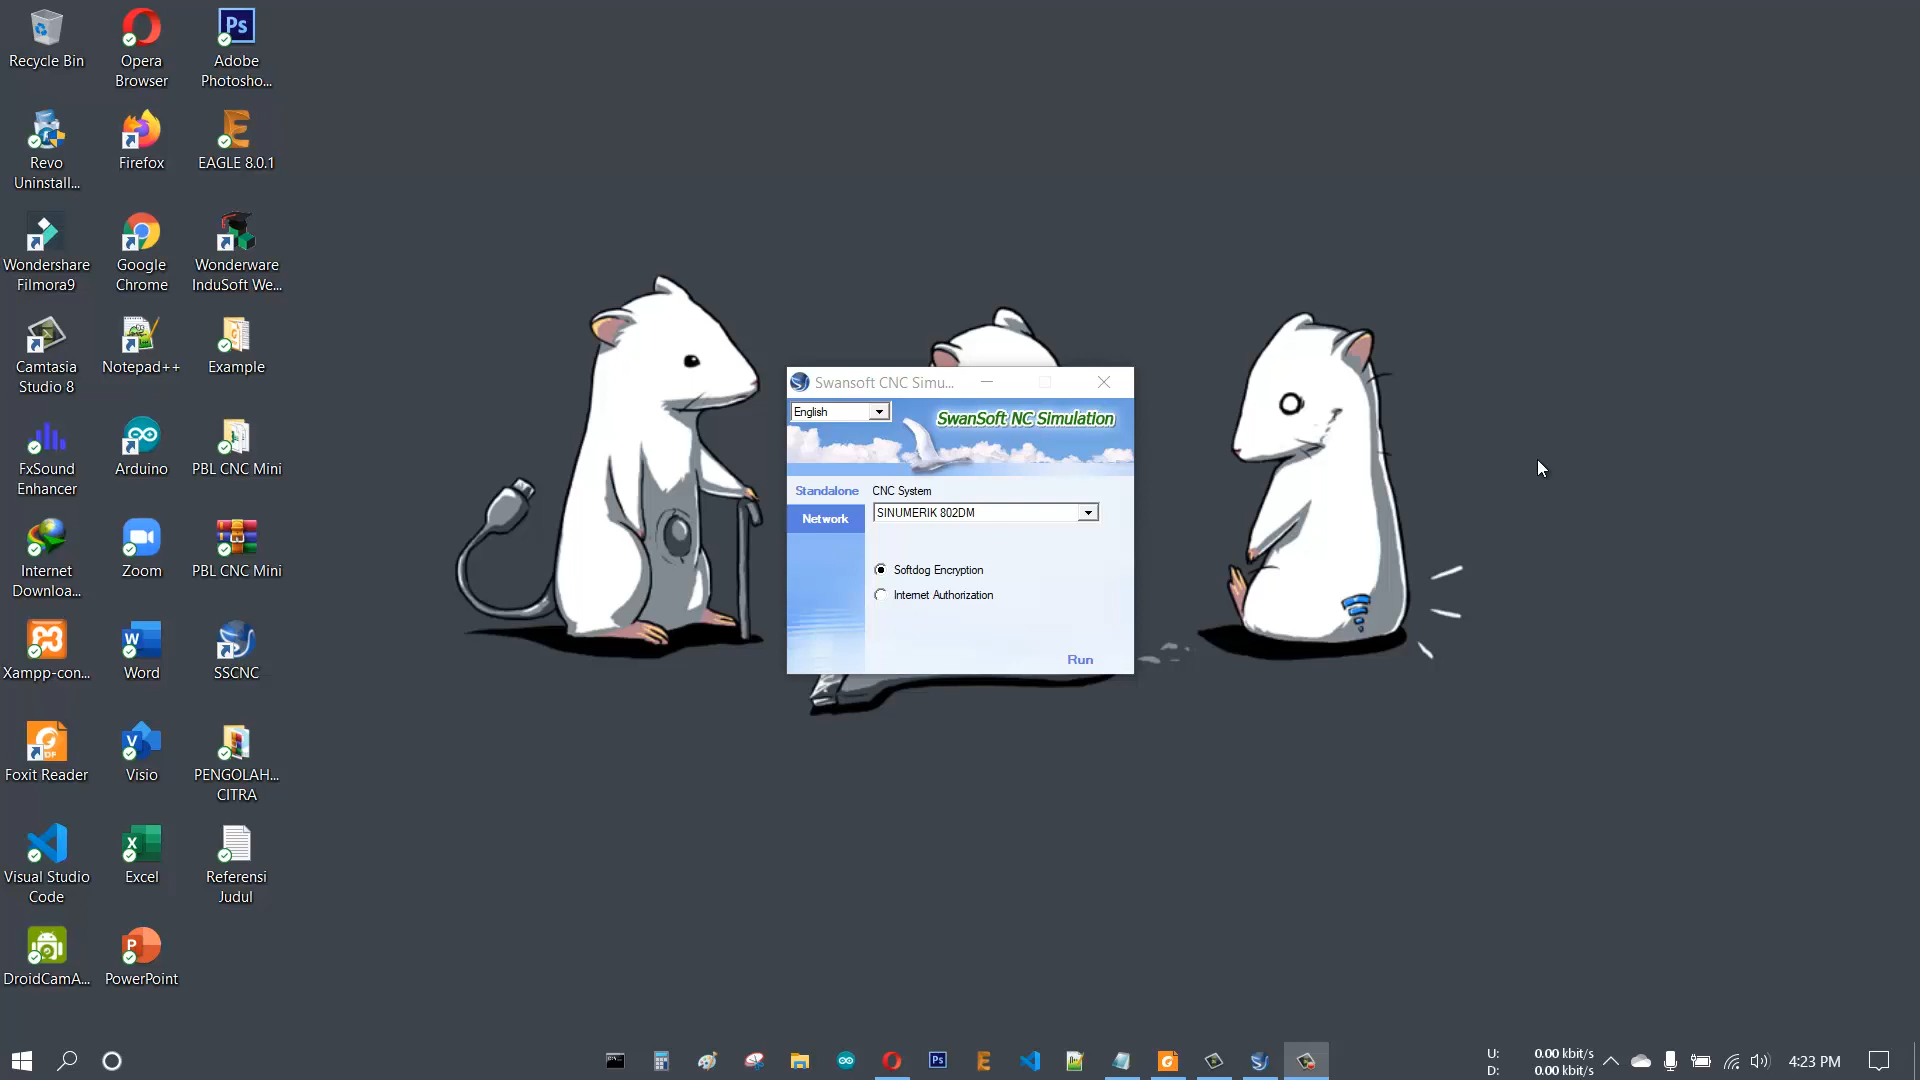 Recycle Bin
Opera
Browser
Adobe
Photosho...
Revo
Uninstall...
Firefox
EAGLE 8.0.1
Wondershare
Filmora9
Google
Chrome
Wonderware
InduSoft We...
Camtasia
Studio 8
Notepad++
Example
FxSound
Enhancer
Arduino
PBL CNC Mini
Internet
Downloa...
Zoom
PBL CNC Mini
Xampp-con...
Word
SSCNC
Foxit Reader
Visio
PENGOLAH...
CITRA
Visual Studio
Code
Excel
Referensi
Judul
DroidCamA...
PowerPoint
Swansoft CNC Simu...
English
SwanSoft NC Simulation
Standalone
CNC System
Network
SINUMERIK 802DM
Softdog Encryption
Internet Authorization
Run
U: 0.00 kbit/s
D: 0.00 kbit/s
4:23 PM